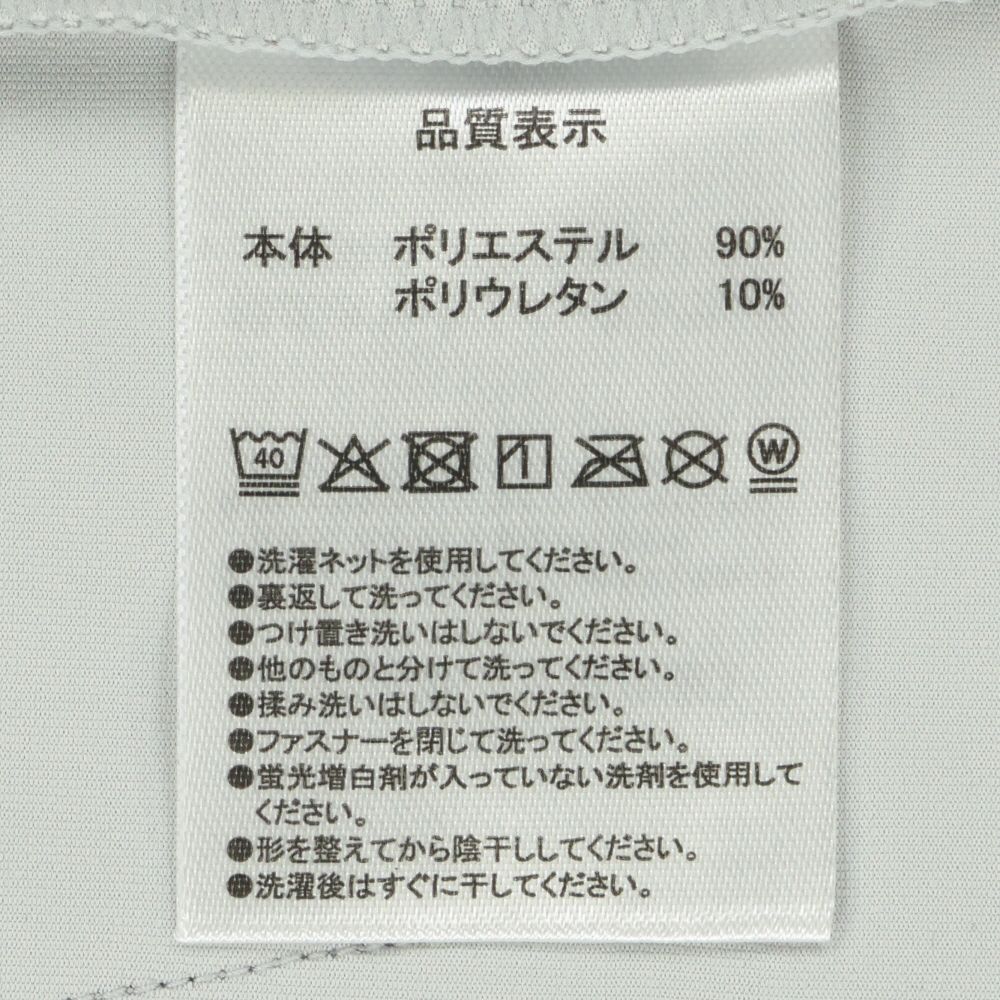 品質表示
本体 ポリエステル 90%
ポリウレタン 10%
40 W
●洗濯ネットを使用してください。
●裏返して洗ってください。
●つけ置き洗いはしないでください。
●他のものと分けて洗ってください。
●揉み洗いはしないでください。
●ファスナーを閉じて洗ってください。
●蛍光増白剤が入っていない洗剤を使用して
ください。
●形を整えてから陰干ししてください。
●洗濯後はすぐに干してください。